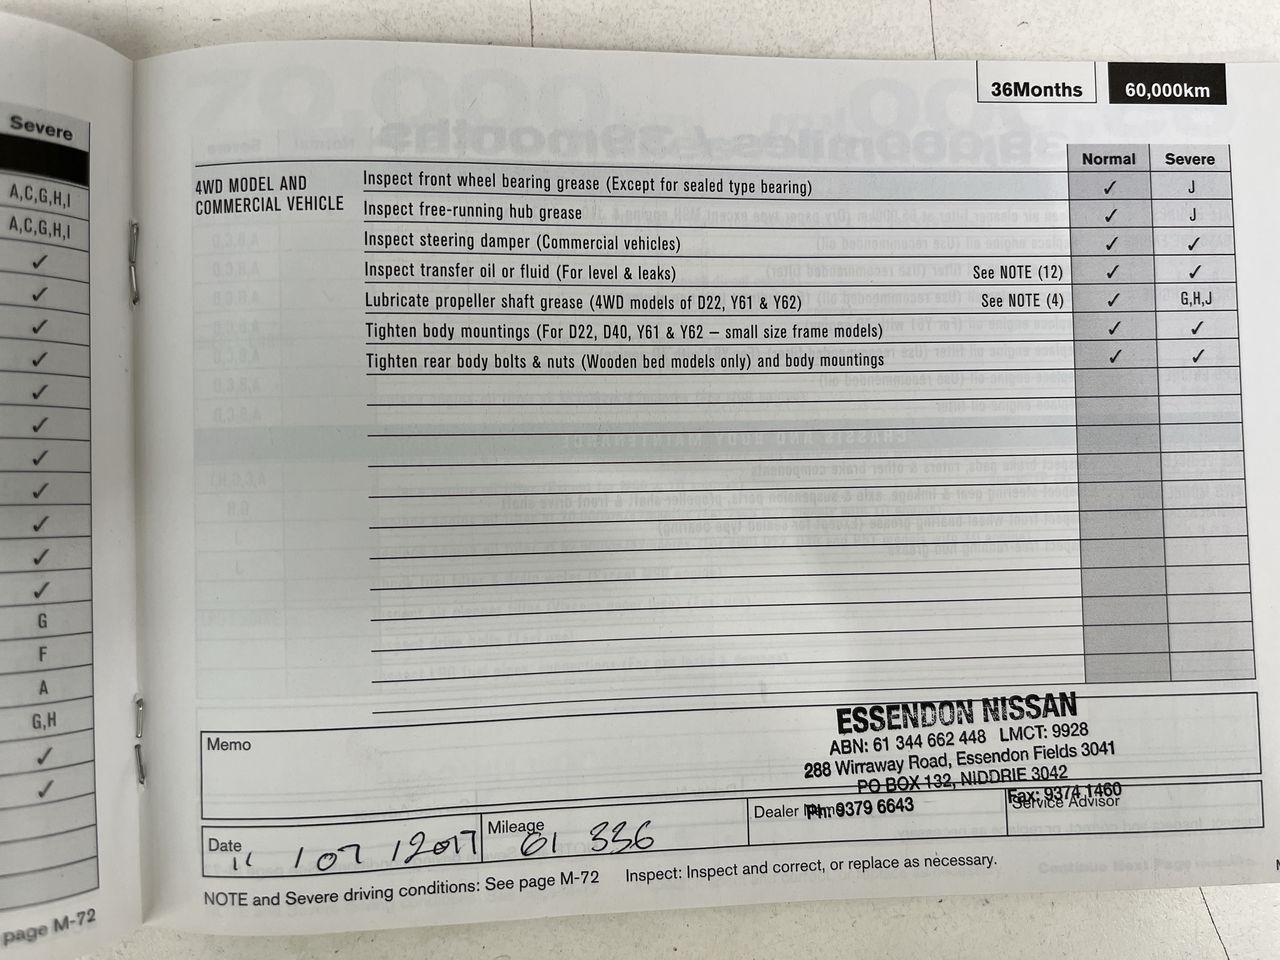 Severe
A,C,G,H,I
A,C,G,H,I
✓
✓
✓
✓
✓
✓
✓
✓
✓
✓
✓
G
F
A
G,H
✓
✓
page M-72
36Months 60,000km
Normal Severe
4WD MODEL AND
COMMERCIAL VEHICLE
Inspect front wheel bearing grease (Except for sealed type bearing) ✓ J
Inspect free-running hub grease ✓ J
Inspect steering damper (Commercial vehicles) ✓ ✓
Inspect transfer oil or fluid (For level & leaks) See NOTE (12) ✓ ✓
Lubricate propeller shaft grease (4WD models of D22, Y61 & Y62) See NOTE (4) ✓ G,H,J
Tighten body mountings (For D22, D40, Y61 & Y62 – small size frame models) ✓ ✓
Tighten rear body bolts & nuts (Wooden bed models only) and body mountings ✓ ✓
Memo
ESSENDON NISSAN
ABN: 61 344 662 448 LMCT: 9928
288 Wirraway Road, Essendon Fields 3041
PO BOX 132, NIDDRIE 3042
Ph: 9379 6643 Fax: 9374 1460
Date 11 / 07 / 2017
Mileage 61 336
Dealer
Service Advisor
NOTE and Severe driving conditions: See page M-72 Inspect: Inspect and correct, or replace as necessary.